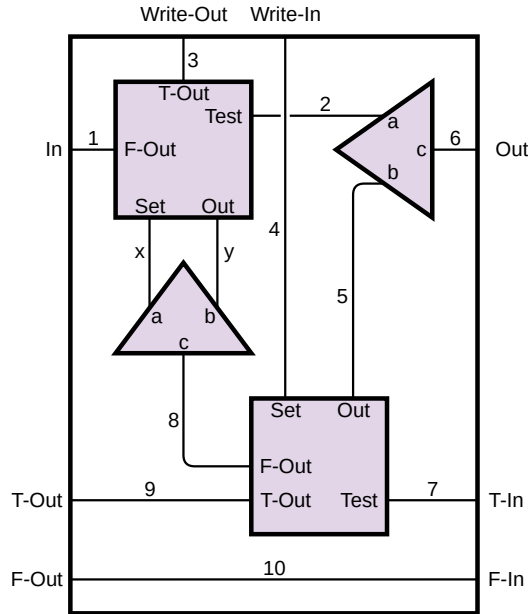 Write-Out Write-In
3
T-Out
2
Test
a
In 1 F-Out
c 6 Out
b
Set Out
4
x y
5
a b
c
Set Out
8
F-Out
T-Out 9 T-Out Test 7 T-In
F-Out 10 F-In